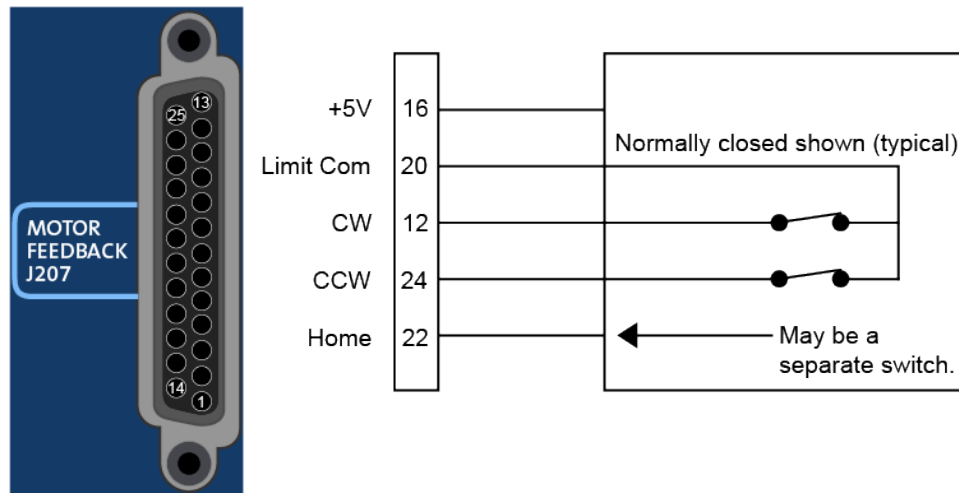 25
13
MOTOR
FEEDBACK
J207
14
1
+5V 16
Limit Com 20
CW 12
CCW 24
Home 22
Normally closed shown (typical)
May be a
separate switch.